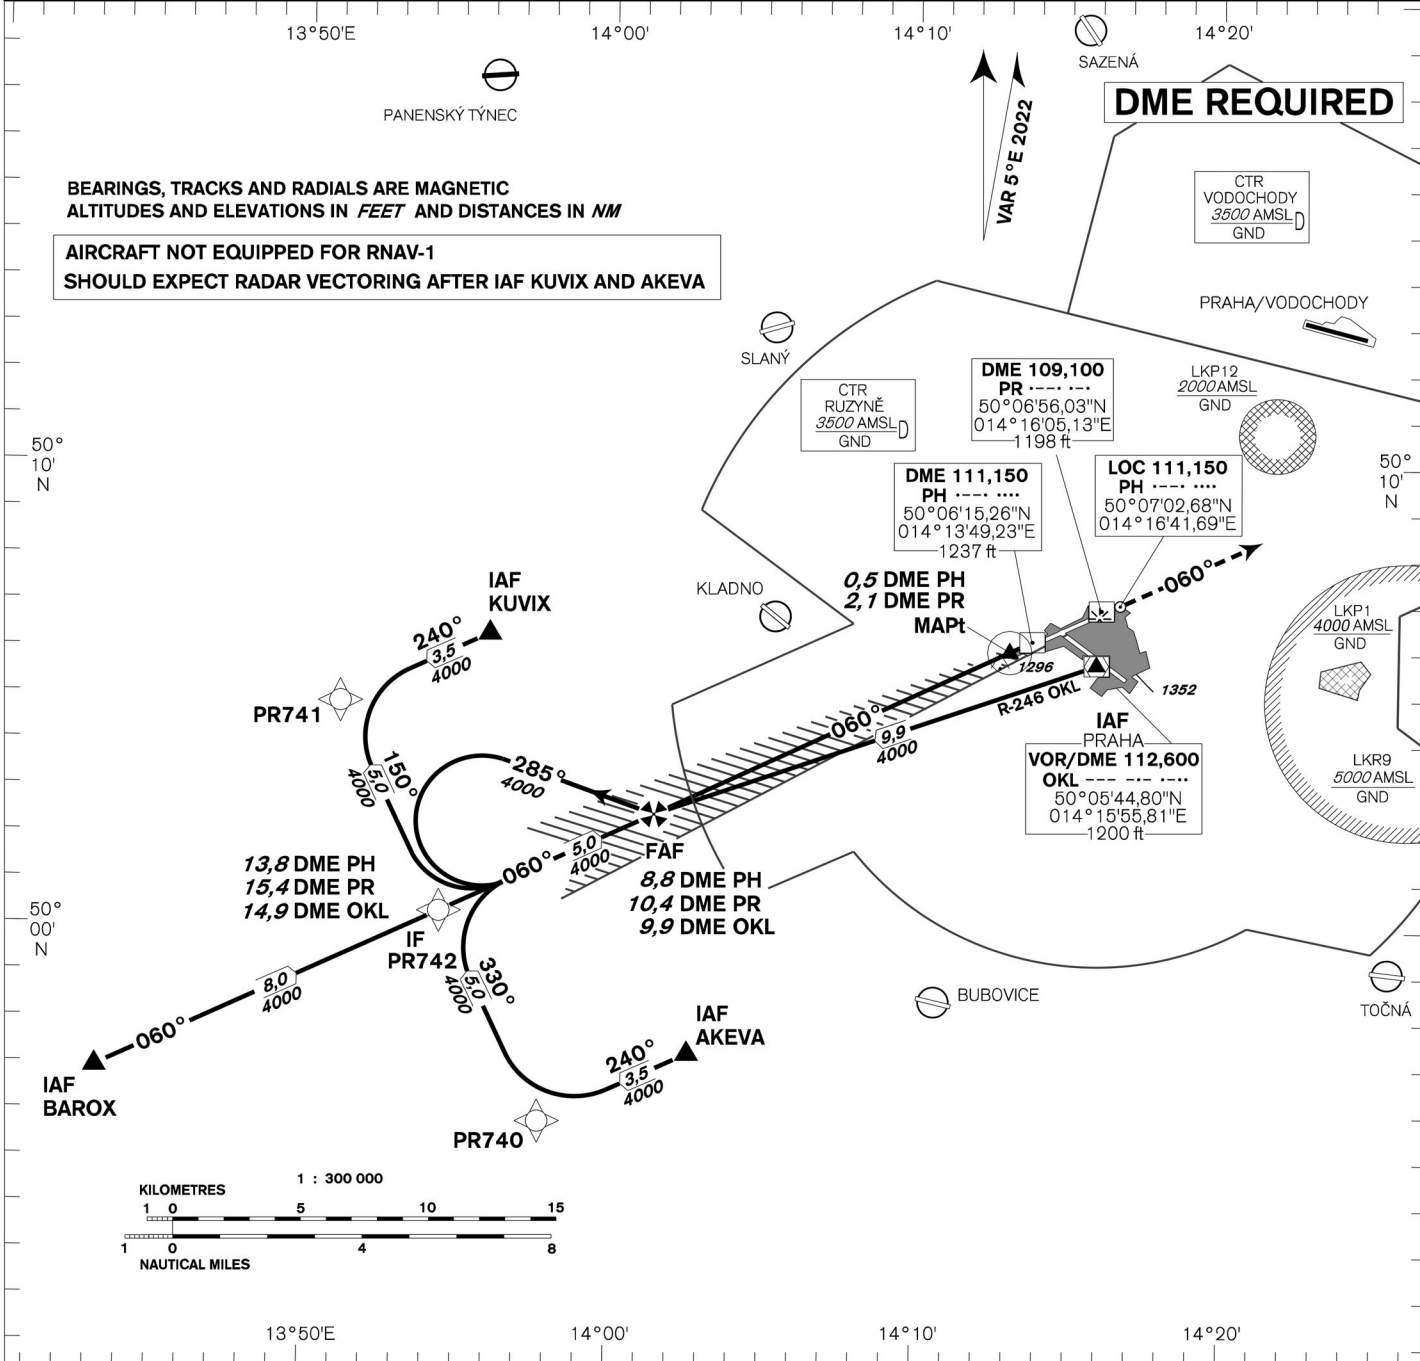 13°50'E
14°00'
14°10'
14°20'
SAZENÁ
PANENSKÝ TÝNEC
DME REQUIRED
VAR 5°E 2022
BEARINGS, TRACKS AND RADIALS ARE MAGNETIC
ALTITUDES AND ELEVATIONS IN FEET AND DISTANCES IN NM
AIRCRAFT NOT EQUIPPED FOR RNAV-1
SHOULD EXPECT RADAR VECTORING AFTER IAF KUVIX AND AKEVA
CTR
VODOCHODY
3500 AMSL D
GND
PRAHA/VODOCHODY
SLANÝ
CTR
RUZYNĚ
3500 AMSL D
GND
DME 109,100
PR ·--· ·-·
50°06'56,03"N
014°16'05,13"E
1198 ft
LKP12
2000 AMSL
GND
50°
10'
N
50°
10'
N
DME 111,150
PH ·--· ····
50°06'15,26"N
014°13'49,23"E
1237 ft
LOC 111,150
PH ·--· ····
50°07'02,68"N
014°16'41,69"E
060°
KLADNO
0,5 DME PH
2,1 DME PR
MAPt
1296
1352
LKP1
4000 AMSL
GND
IAF
KUVIX
240°
3,5
4000
PR741
150°
5,0
4000
285°
4000
060°
R-246 OKL
9,9
4000
IAF
PRAHA
VOR/DME 112,600
OKL --- -·- ·-··
50°05'44,80"N
014°15'55,81"E
1200 ft
LKR9
5000 AMSL
GND
060°
5,0
4000
FAF
8,8 DME PH
10,4 DME PR
9,9 DME OKL
13,8 DME PH
15,4 DME PR
14,9 DME OKL
50°
00'
N
IF
PR742
330°
5,0
4000
8,0
4000
060°
IAF
BAROX
IAF
AKEVA
240°
3,5
4000
PR740
BUBOVICE
TOČNÁ
1 : 300 000
KILOMETRES
1 0 5 10 15
1 0 4 8
NAUTICAL MILES
13°50'E
14°00'
14°10'
14°20'